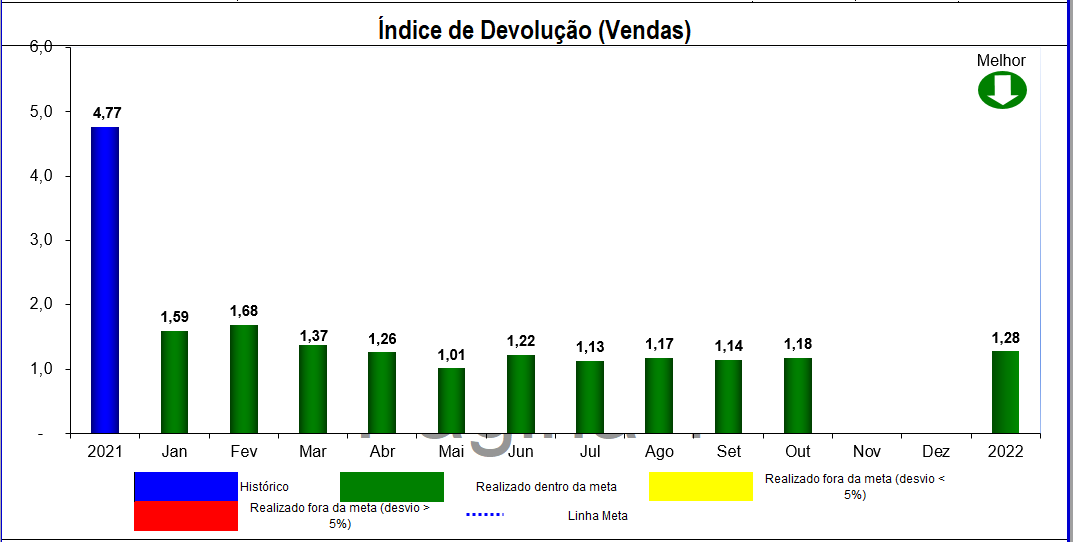 Índice de Devolução (Vendas)
6,0
Melhor
5,0
4,77
4,0
3,0
2,0
1,59
1,68
1,37
1,26
1,01
1,22
1,13
1,17
1,14
1,18
1,28
1,0
-
2021 Jan Fev Mar Abr Mai Jun Jul Ago Set Out Nov Dez 2022
Histórico
Realizado dentro da meta
Realizado fora da meta (desvio <
5%)
Realizado fora da meta (desvio >
5%)
Linha Meta